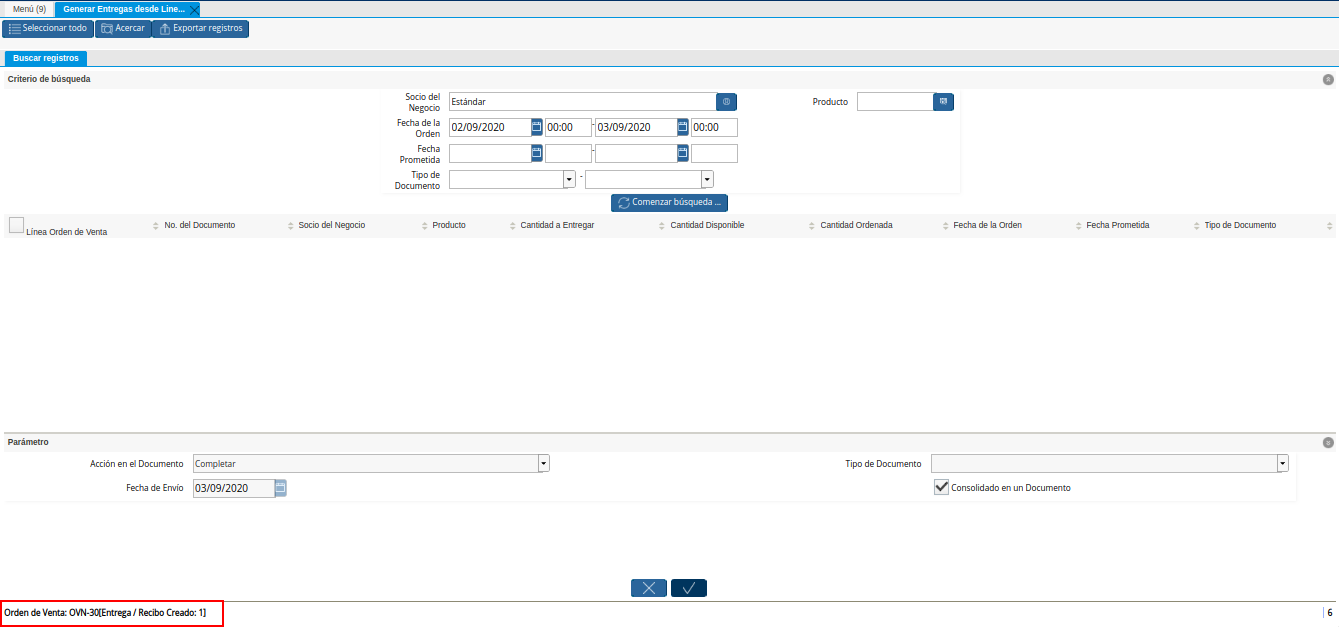 Menú (9)
Generar Entregas desde Line...
Seleccionar todo
Acercar
Exportar registros
Buscar registros
Criterio de búsqueda
Socio del Negocio
Estándar
Producto
Fecha de la Orden
02/09/2020
00:00
-
03/09/2020
00:00
Fecha Prometida
-
Tipo de Documento
-
Comenzar búsqueda ...
Línea Orden de Venta
No. del Documento
Socio del Negocio
Producto
Cantidad a Entregar
Cantidad Disponible
Cantidad Ordenada
Fecha de la Orden
Fecha Prometida
Tipo de Documento
Parámetro
Acción en el Documento
Completar
Tipo de Documento
Fecha de Envío
03/09/2020
Consolidado en un Documento
Orden de Venta: OVN-30[Entrega / Recibo Creado: 1]
6